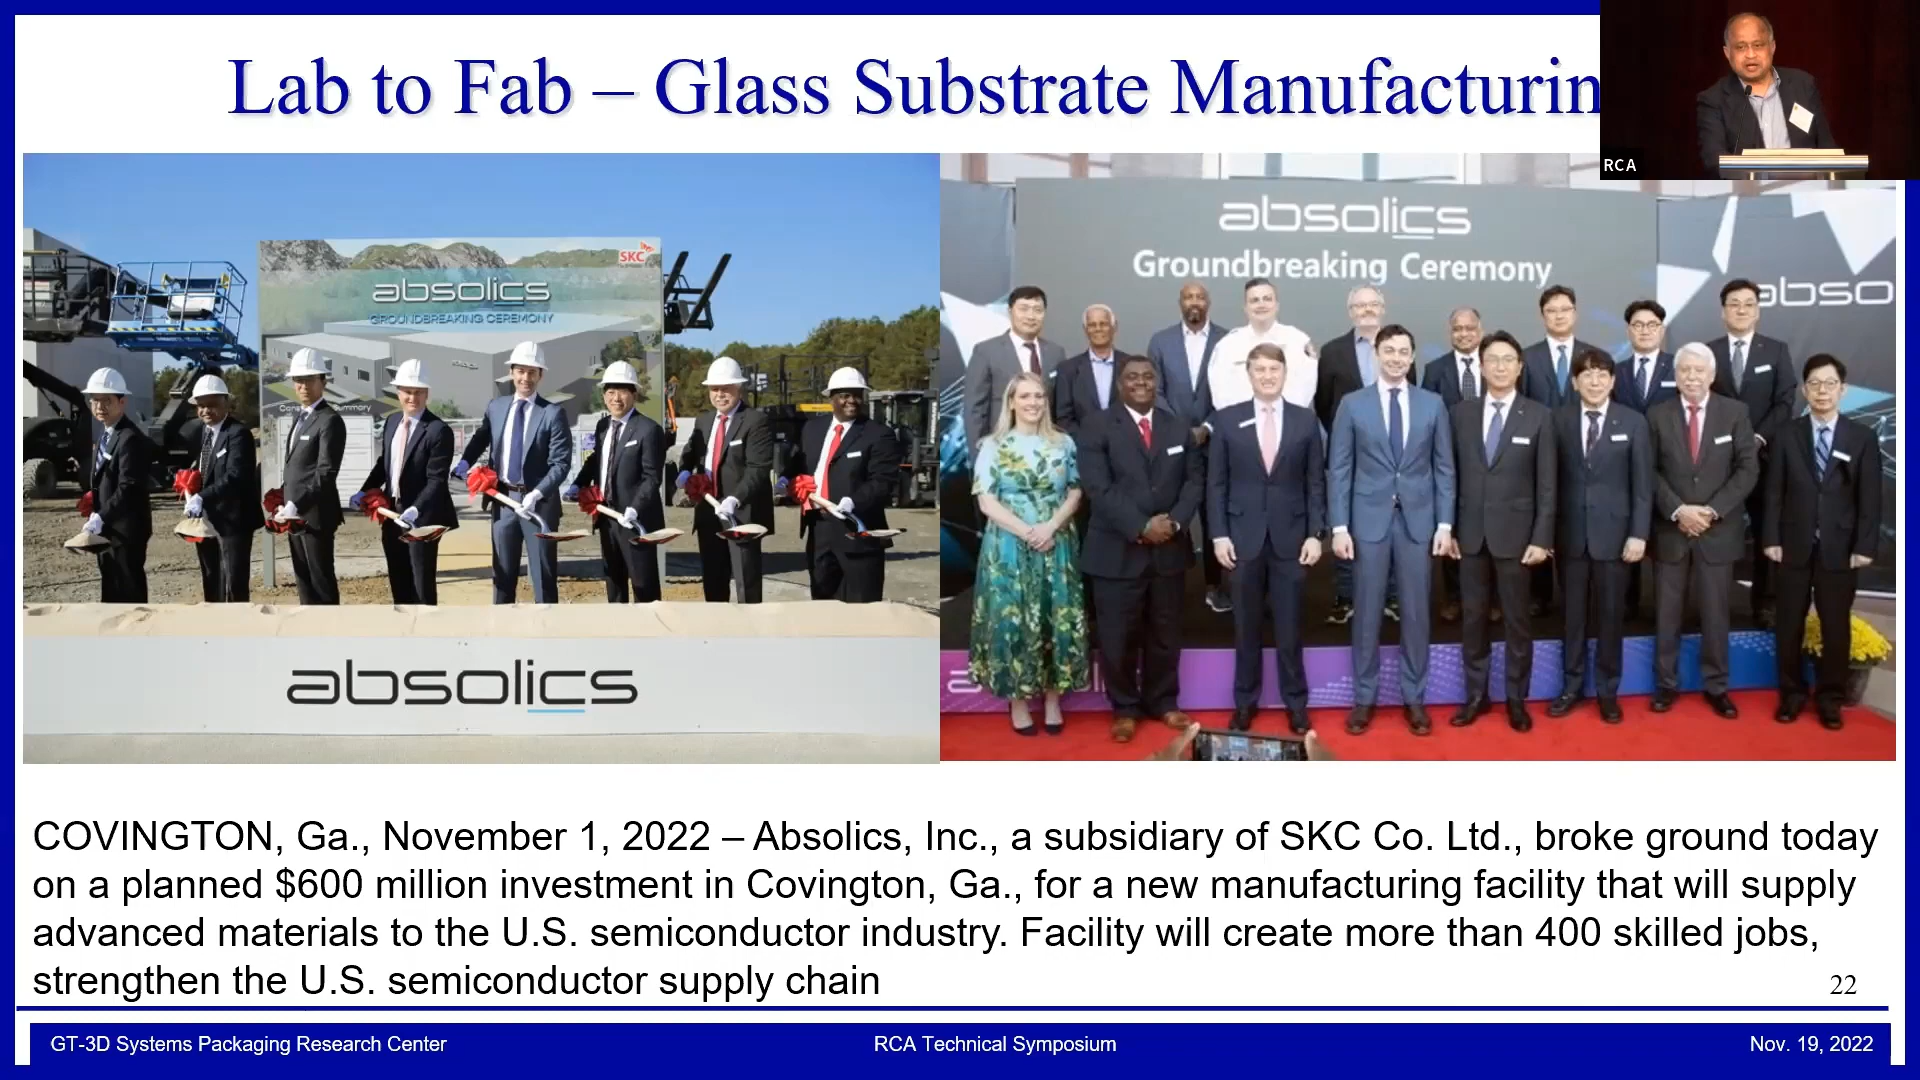 Lab to Fab – Glass Substrate Manufacturin
RCA
SKC
absolics
GROUNDBREAKING CEREMONY
Summary
absolics
absolics
Groundbreaking Ceremony
abso
COVINGTON, Ga., November 1, 2022 – Absolics, Inc., a subsidiary of SKC Co. Ltd., broke ground today
on a planned $600 million investment in Covington, Ga., for a new manufacturing facility that will supply
advanced materials to the U.S. semiconductor industry. Facility will create more than 400 skilled jobs,
strengthen the U.S. semiconductor supply chain
22
GT-3D Systems Packaging Research Center
RCA Technical Symposium
Nov. 19, 2022